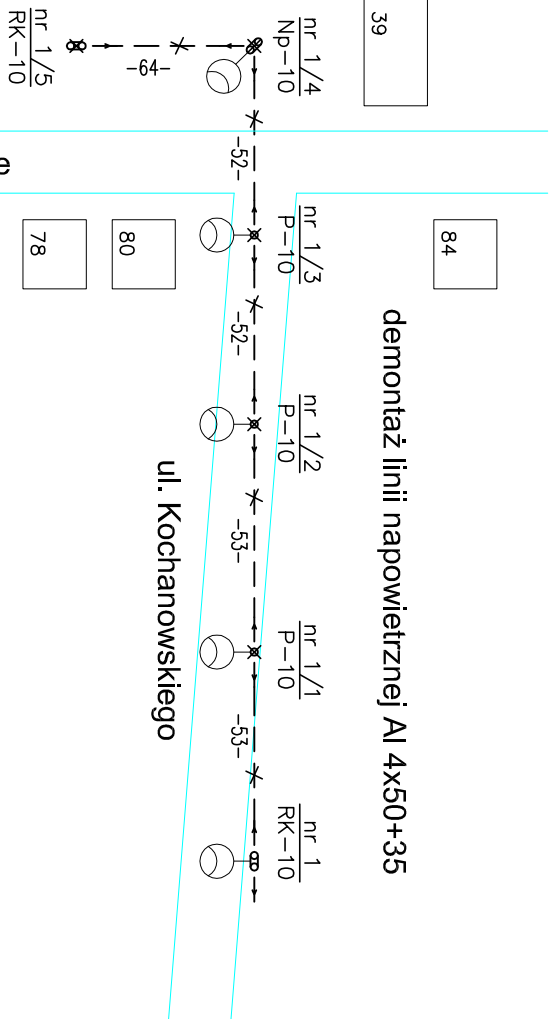 39
84
demontaż linii napowietrznej Al 4x50+35
nr 1/4
Np-10
nr 1/3
P-10
nr 1/2
P-10
nr 1/1
P-10
nr 1
RK-10
-52-
-52-
-53-
-53-
-64-
nr 1/5
RK-10
ul. Kochanowskiego
80
78
e